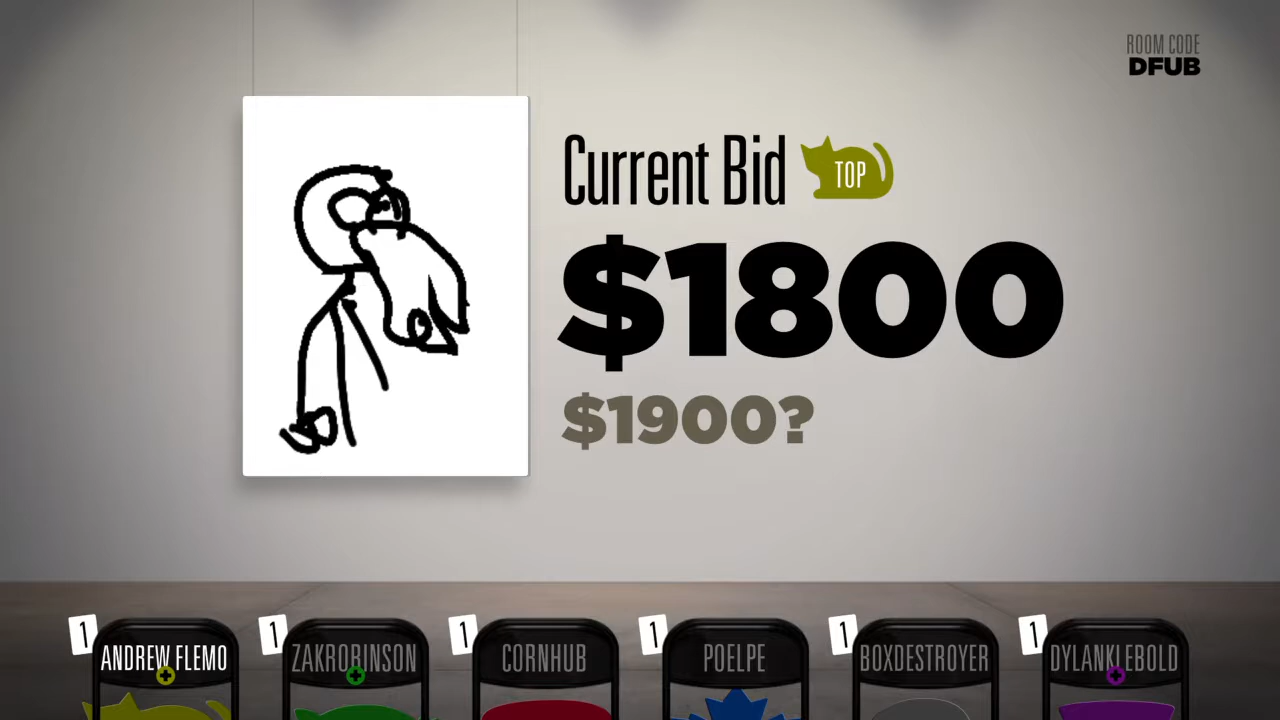 ROOM CODE
DFUB
Current Bid
TOP
$1800
$1900?
1 1 1 1 1 1
ANDREW FLEMO ZAKROBINSON CORNHUB POELPE BOXDESTROYER DYLANKLEBOLD